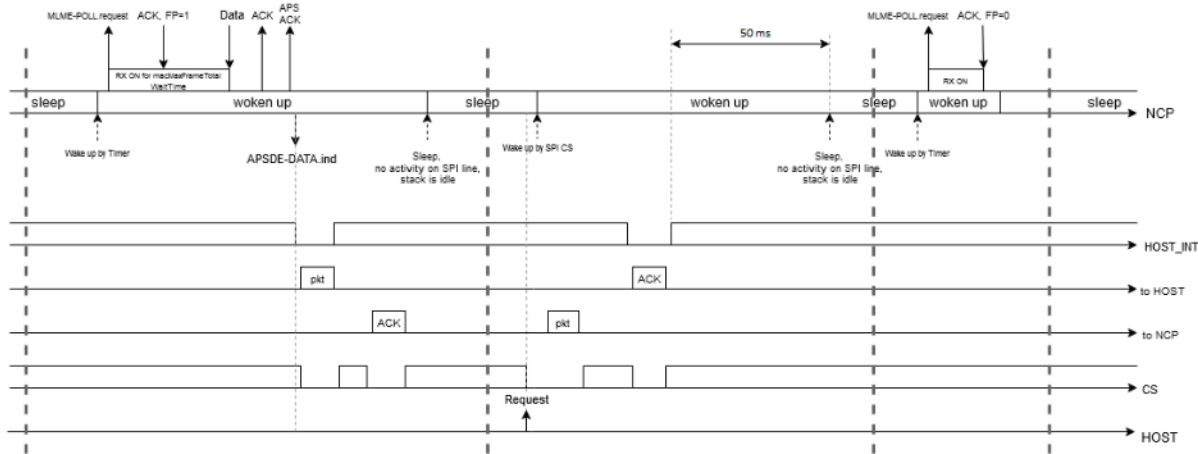 MLME-POLL.request ACK, FP=1 Data ACK APS
ACK
50 ms
MLME-POLL.request ACK, FP=0
RX ON for macMaxFrameTotal
WaitTime
RX ON
sleep woken up sleep woken up sleep woken up sleep
NCP
Wake up by Timer
APSDE-DATA.ind
Sleep,
no activity on SPI line,
stack is idle
Wake up by SPI CS
Sleep,
no activity on SPI line,
stack is idle
Wake up by Timer
HOST_INT
pkt ACK
to HOST
ACK pkt
to NCP
CS
Request
HOST